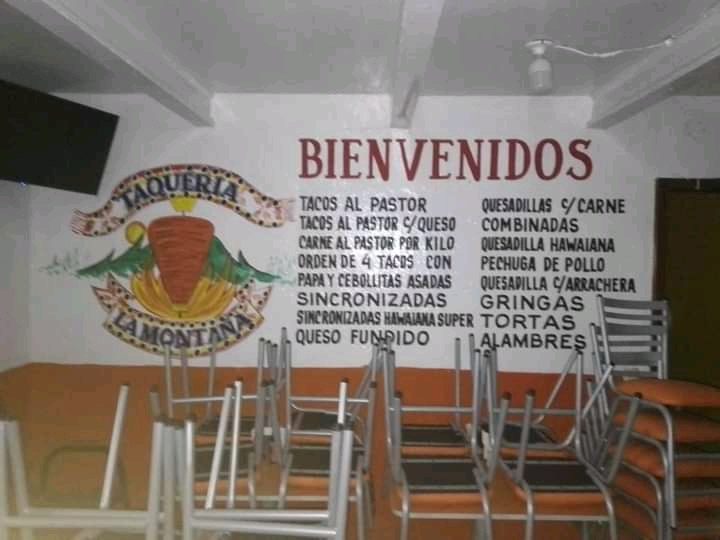 TAQUERIA
LA MONTAÑA
BIENVENIDOS
TACOS AL PASTOR
TACOS AL PASTOR C/QUESO
CARNE AL PASTOR POR KILO
ORDEN DE 4 TACOS CON
PAPA Y CEBOLLITAS ASADAS
SINCRONIZADAS
SINCRONIZADAS HAWAIANA SUPER
QUESO FUNDIDO
QUESADILLAS C/CARNE
COMBINADAS
QUESADILLA HAWAIANA
PECHUGA DE POLLO
QUESADILLA C/ARRACHERA
GRINGAS
TORTAS
ALAMBRES